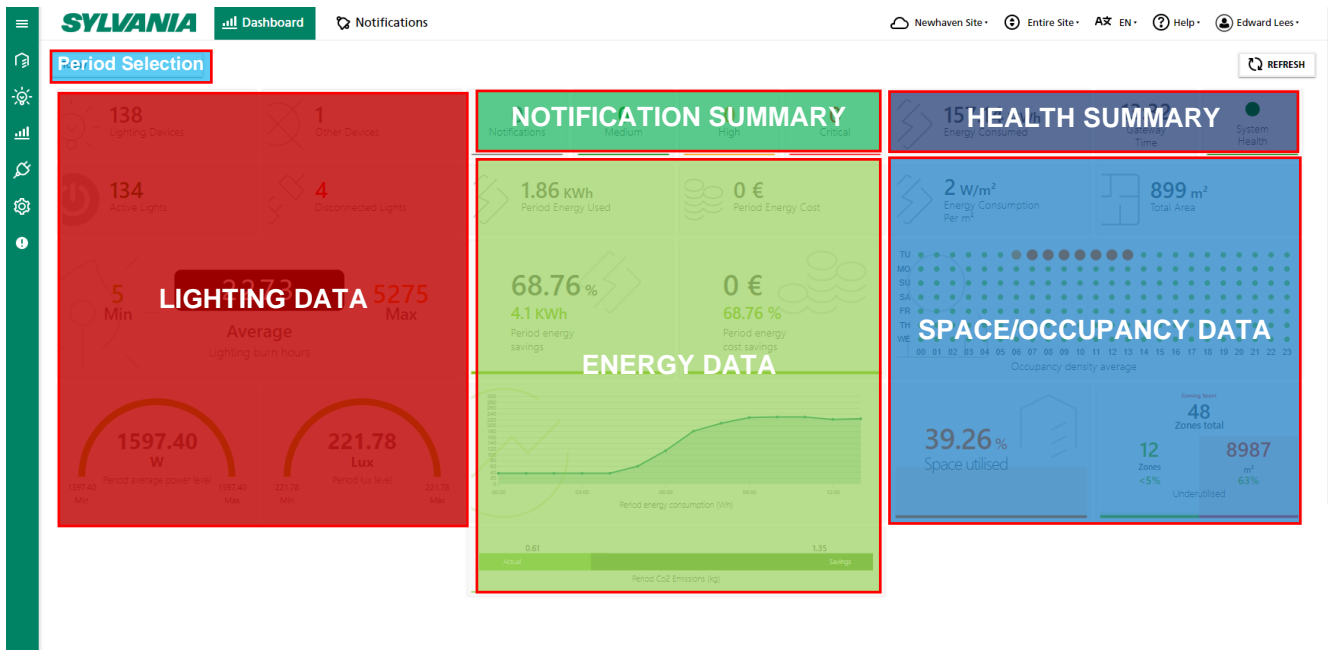 SYLVANIA Dashboard Notifications Newhaven Site EN Help Edward Lees
Period Selection
REFRESH
138
Lighting Devices
1
Other Devices
134
Active Lights
4
Disconnected Lights
LIGHTING DATA
5
Min
2273
5275
Max
Average
Lighting burn hours
1597.40
W
Period average power level
1597.40
Min
1597.40
Max
221.78
Lux
Period lux level
221.78
Min
221.78
Max
NOTIFICATION SUMMARY
Notifications
Medium
High
Critical
1.86 KWh
Period Energy Used
0 €
Period Energy Cost
68.76 %
4.1 KWh
Period energy
savings
0 €
68.76 %
Period energy
cost savings
ENERGY DATA
00:00 03:00 12:00
Period energy consumption (Wh)
0.61 1.35
Actual Savings
Period Co2 Emissions (kg)
HEALTH SUMMARY
Energy Consumed
Gateway
Time
System
Health
2 W/m²
Energy Consumption
Per m²
899 m²
Total Area
TU
MO
SU
SA
FR
TH
WE
SPACE/OCCUPANCY DATA
00 01 02 03 04 05 06 07 08 09 10 11 12 13 14 15 16 17 18 19 20 21 22 23
Occupancy density average
39.26 %
Space utilised
48
Zones total
12
Zones
<5%
8987
m²
63%
Underutilised
Entire Site